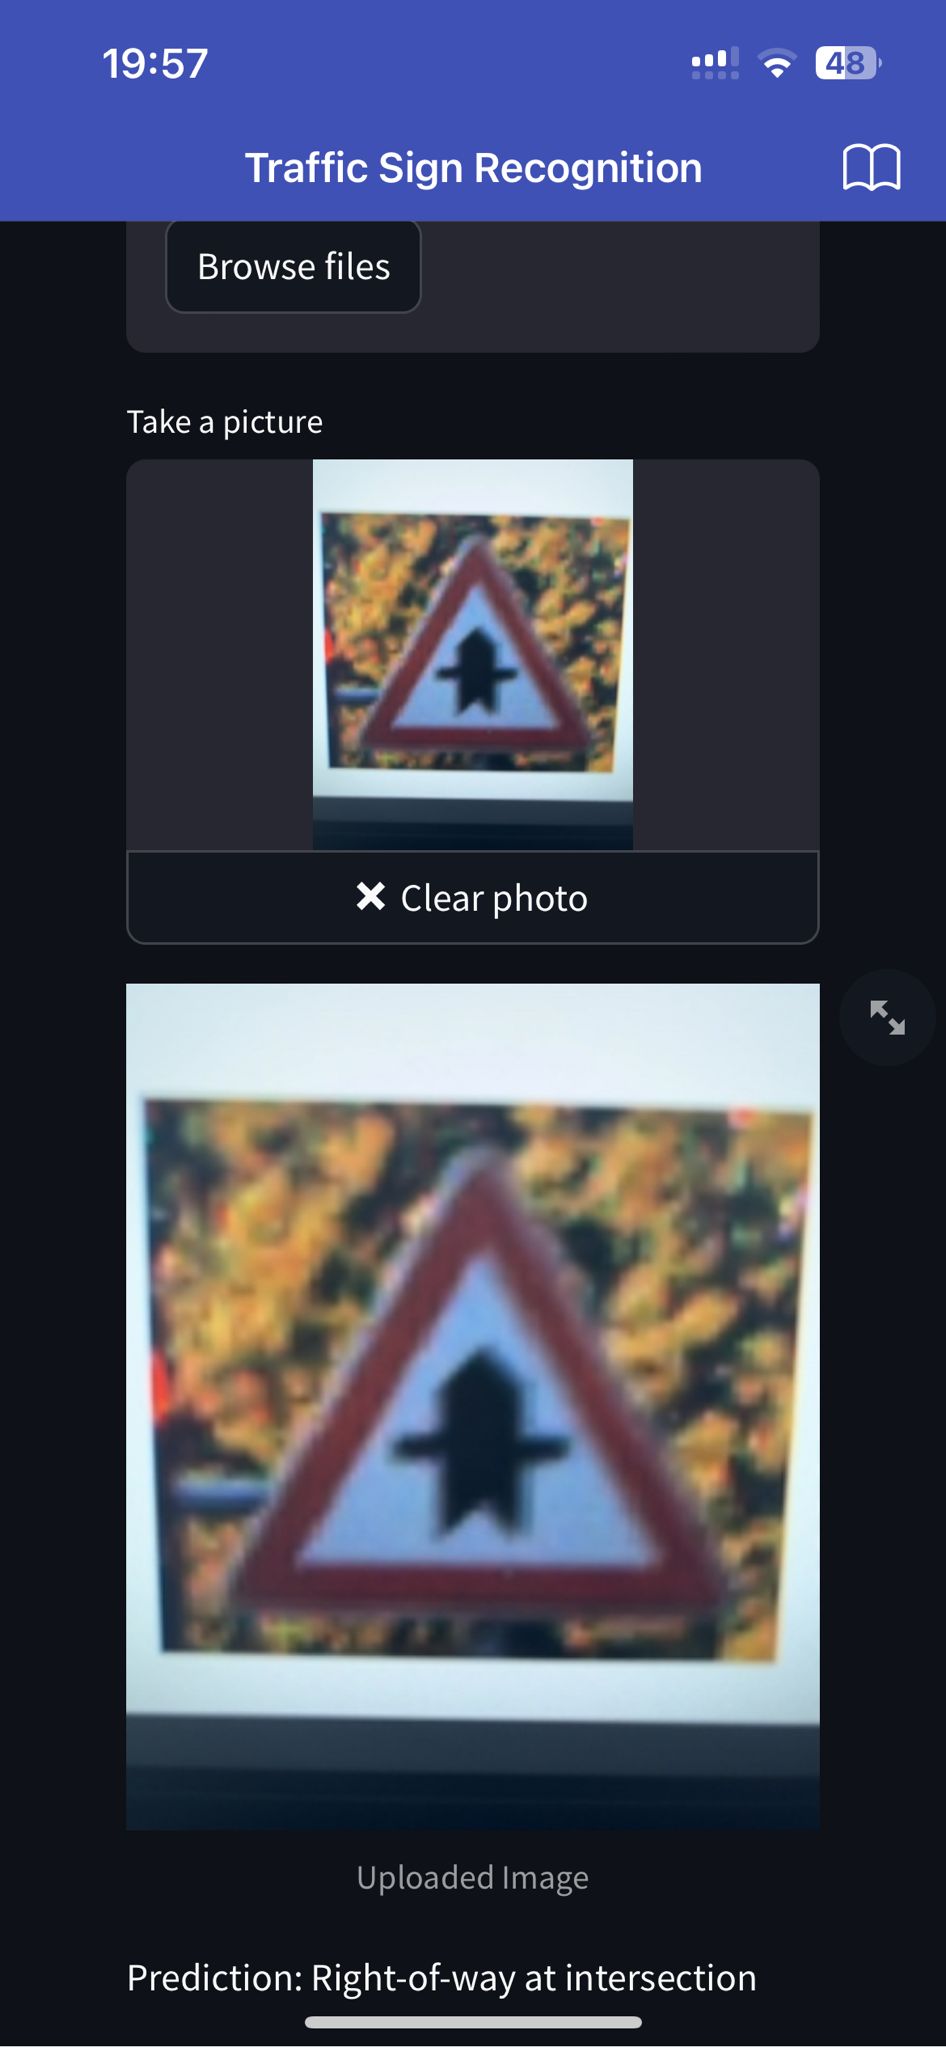 19:57
48
Traffic Sign Recognition
Browse files
Take a picture
Clear photo
Uploaded Image
Prediction: Right-of-way at intersection